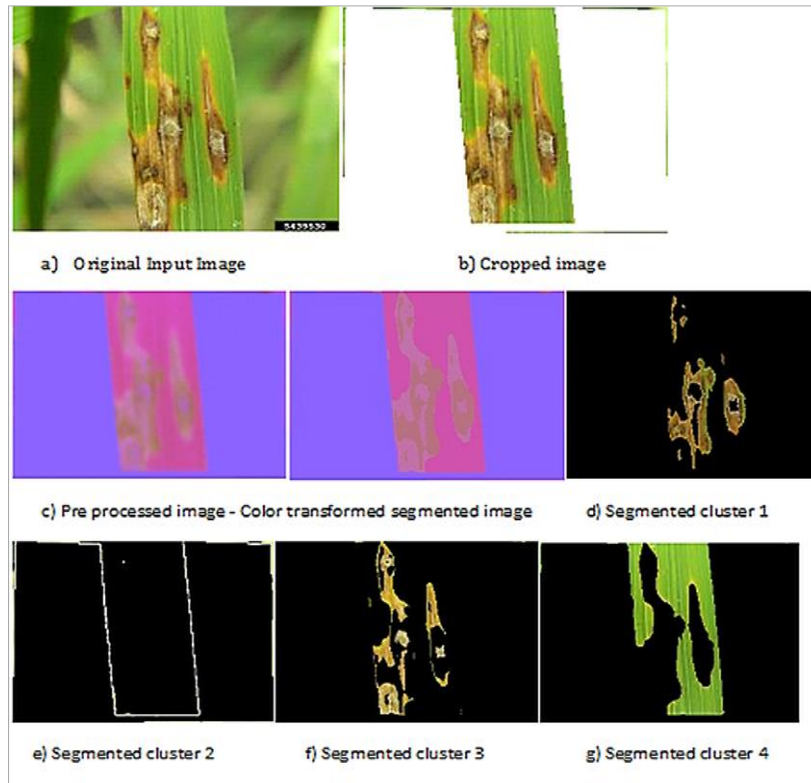 5439530
a) Original Input Image
b) Cropped image
c) Pre processed image - Color transformed segmented image
d) Segmented cluster 1
e) Segmented cluster 2
f) Segmented cluster 3
g) Segmented cluster 4